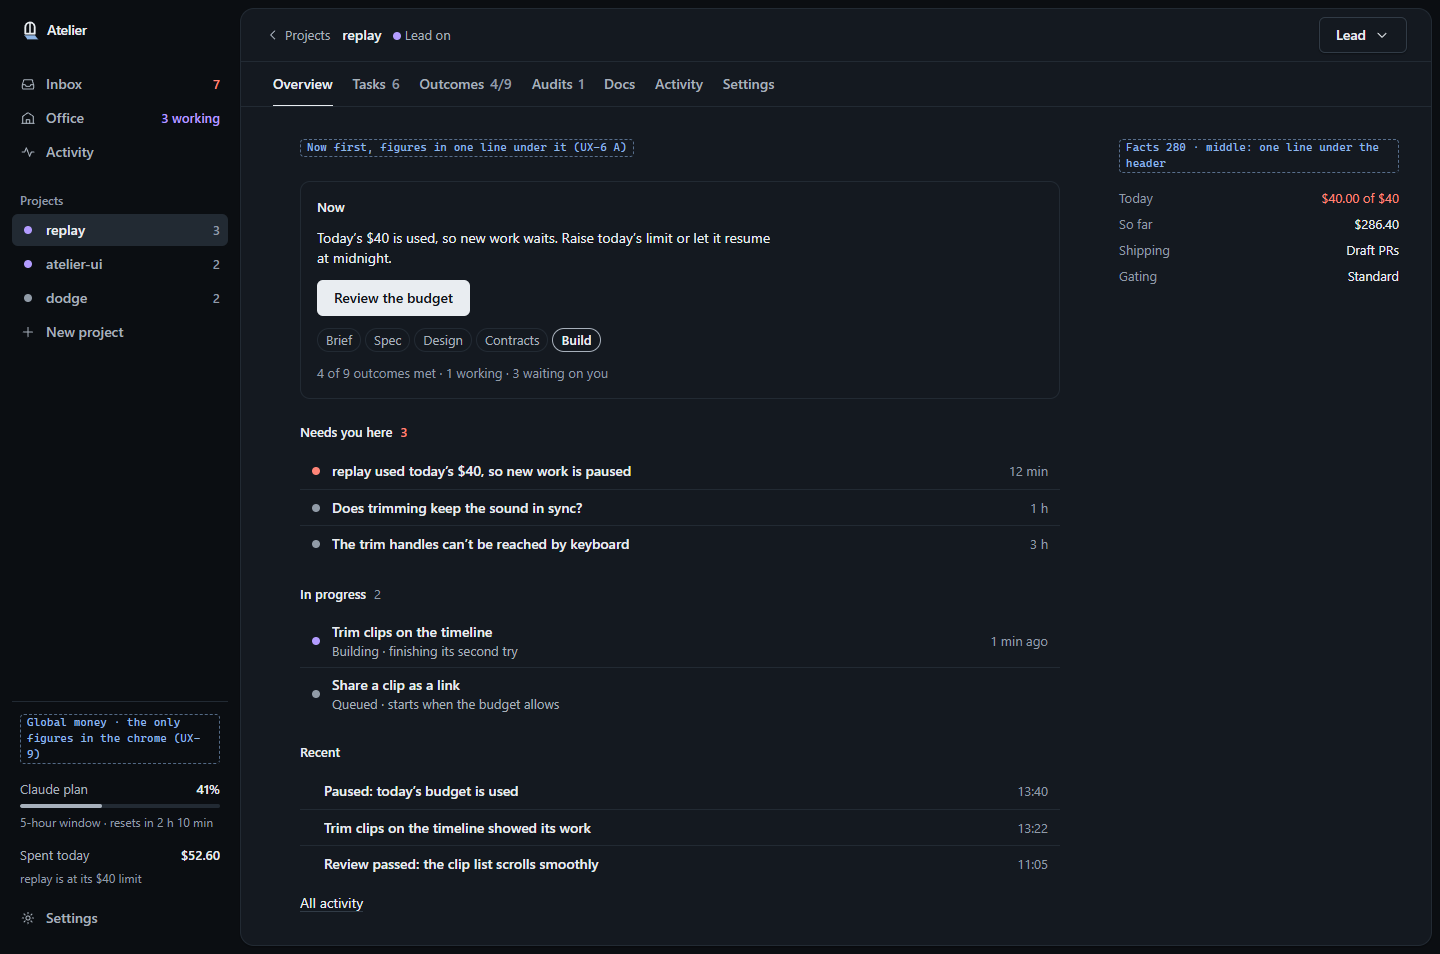 Atelier
Inbox 7
Office 3 working
Activity
Projects
replay 3
atelier-ui 2
dodge 2
New project
Global money · the only
figures in the chrome (UX-
9)
Claude plan 41%
5-hour window · resets in 2 h 10 min
Spent today $52.60
replay is at its $40 limit
Settings
Projects replay Lead on
Lead
Overview Tasks 6 Outcomes 4/9 Audits 1 Docs Activity Settings
Now first, figures in one line under it (UX-6 A)
Now
Today’s $40 is used, so new work waits. Raise today’s limit or let it resume
at midnight.
Review the budget
Brief Spec Design Contracts Build
4 of 9 outcomes met · 1 working · 3 waiting on you
Needs you here 3
replay used today’s $40, so new work is paused 12 min
Does trimming keep the sound in sync? 1 h
The trim handles can’t be reached by keyboard 3 h
In progress 2
Trim clips on the timeline 1 min ago
Building · finishing its second try
Share a clip as a link
Queued · starts when the budget allows
Recent
Paused: today’s budget is used 13:40
Trim clips on the timeline showed its work 13:22
Review passed: the clip list scrolls smoothly 11:05
All activity
Facts 280 · middle: one line under the
header
Today $40.00 of $40
So far $286.40
Shipping Draft PRs
Gating Standard